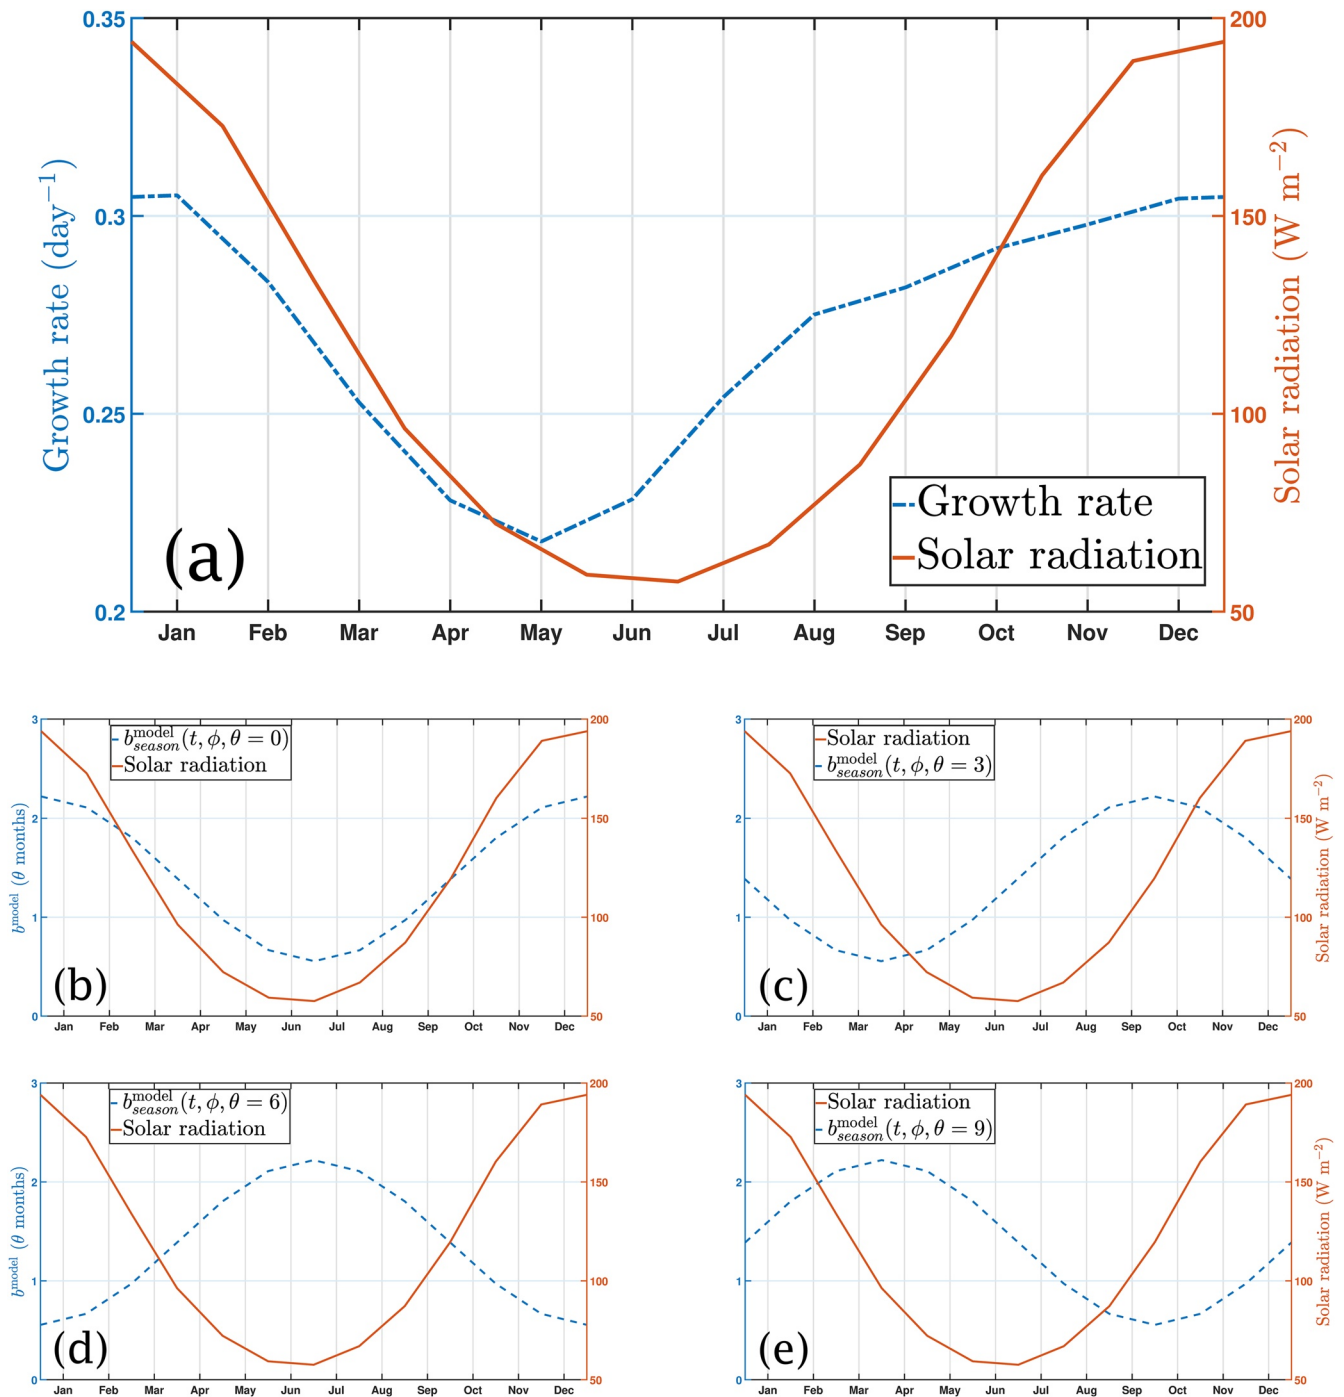 0.35
0.3
0.25
0.2
Growth rate (day⁻¹)
200
150
100
50
Solar radiation (W m⁻²)
Growth rate
Solar radiation
(a)
Jan Feb Mar Apr May Jun Jul Aug Sep Oct Nov Dec
3
2
1
0
b^model (θ months)
b^model_season(t, ϕ, θ = 0)
Solar radiation
200
150
100
50
(b)
Jan Feb Mar Apr May Jun Jul Aug Sep Oct Nov Dec
3
2
1
0
Solar radiation
b^model_season(t, ϕ, θ = 3)
200
150
100
50
Solar radiation (W m⁻²)
(c)
Jan Feb Mar Apr May Jun Jul Aug Sep Oct Nov Dec
3
2
1
0
b^model (θ months)
b^model_season(t, ϕ, θ = 6)
Solar radiation
200
150
100
50
(d)
Jan Feb Mar Apr May Jun Jul Aug Sep Oct Nov Dec
3
2
1
0
Solar radiation
b^model_season(t, ϕ, θ = 9)
200
150
100
50
Solar radiation (W m⁻²)
(e)
Jan Feb Mar Apr May Jun Jul Aug Sep Oct Nov Dec